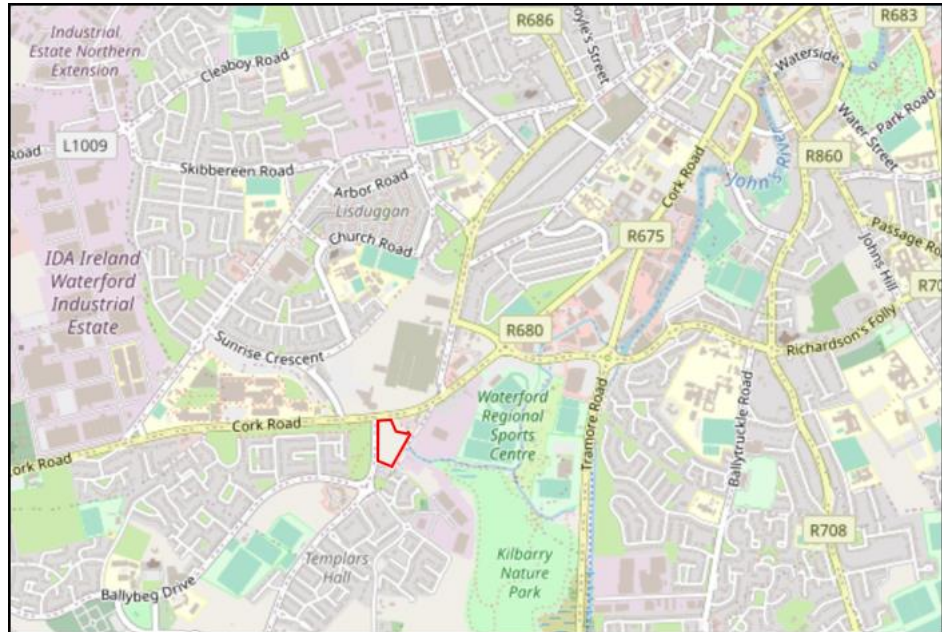 R686
R683
Industrial
Estate Northern
Extension
Cleaboy Road
oyle's Street
Waterside
Park Road
Water Street
L1009
Road
Skibbereen Road
R860
John's River
Cork Road
Arbor Road
Lisduggan
Church Road
R675
Passage Ro
Johns Hill
R70
IDA Ireland
Waterford
Industrial
Estate
R680
Richardson's Folly
Sunrise Crescent
Waterford
Regional
Sports
Centre
Tramore Road
Ballytruckle Road
Cork Road
ork Road
R708
Templars
Hall
Kilbarry
Nature
Park
Ballybeg Drive